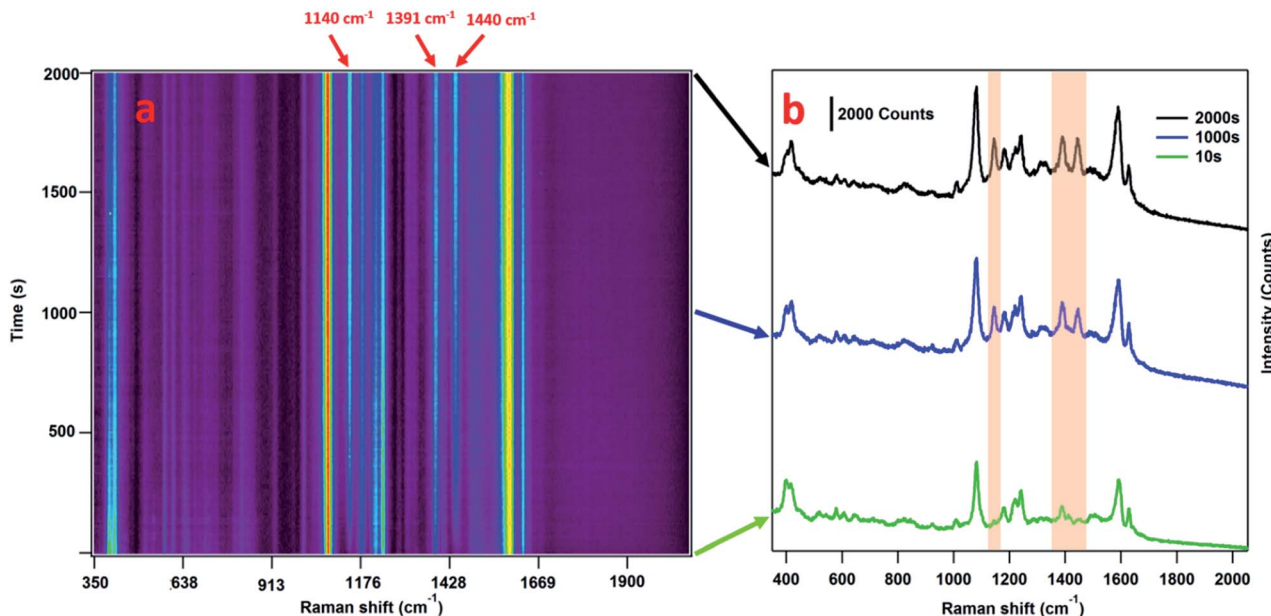 1140 cm⁻¹ 1391 cm⁻¹ 1440 cm⁻¹
a
2000
1500
1000
500
Time (s)
350 638 913 1176 1428 1669 1900
Raman shift (cm⁻¹)
b
2000 Counts
2000s
1000s
10s
Intensity (Counts)
400 600 800 1000 1200 1400 1600 1800 2000
Raman shift (cm⁻¹)